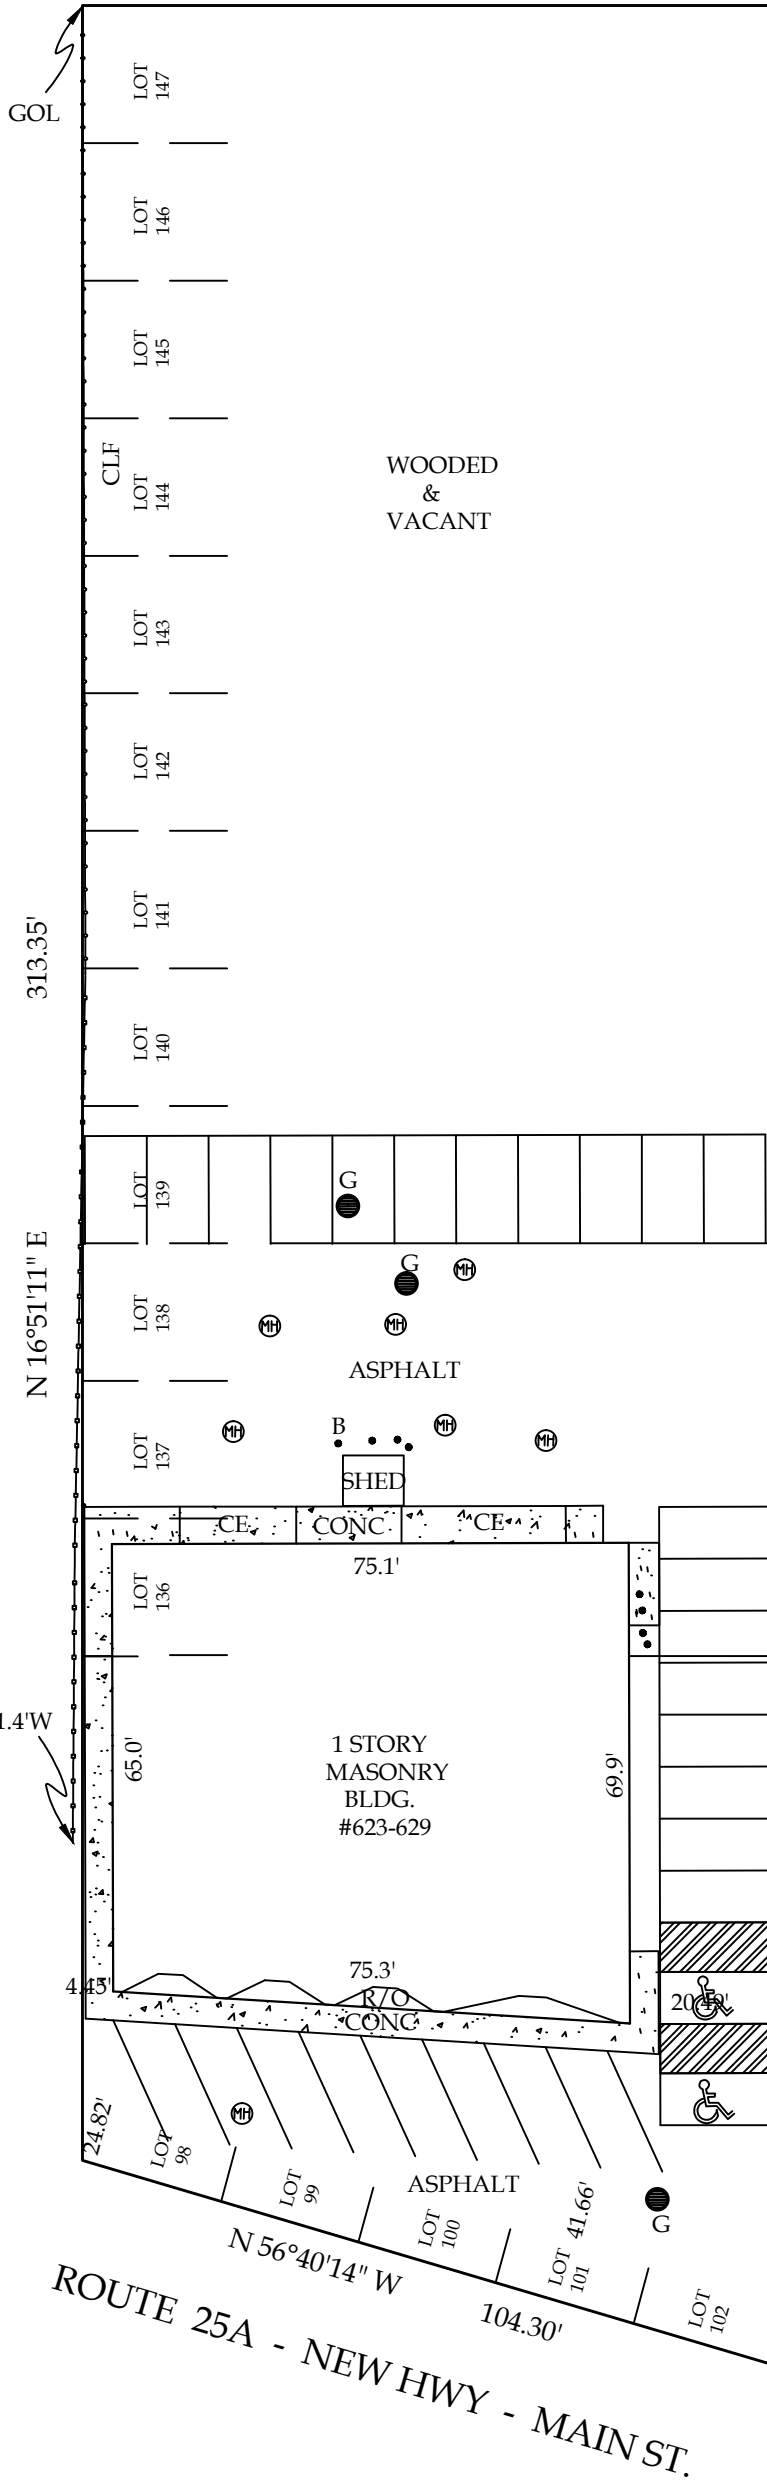 GOL
LOT
147
LOT
146
LOT
145
LOT
144
CLF
WOODED
&
VACANT
LOT
143
LOT
142
LOT
141
313.35'
LOT
140
LOT
139
G
N 16°51'11" E
G
MH
LOT
138
MH
MH
ASPHALT
LOT
137
MH
B
MH
MH
SHED
CE
CONC
CE
75.1'
LOT
136
1.4'W
65.0'
1 STORY
MASONRY
BLDG.
#623-629
69.9'
75.3'
4.45'
R/O
CONC
20.49'
24.82'
MH
LOT
98
LOT
99
ASPHALT
LOT
100
41.66'
LOT
101
G
LOT
102
N 56°40'14" W
104.30'
ROUTE 25A - NEW HWY - MAIN ST.